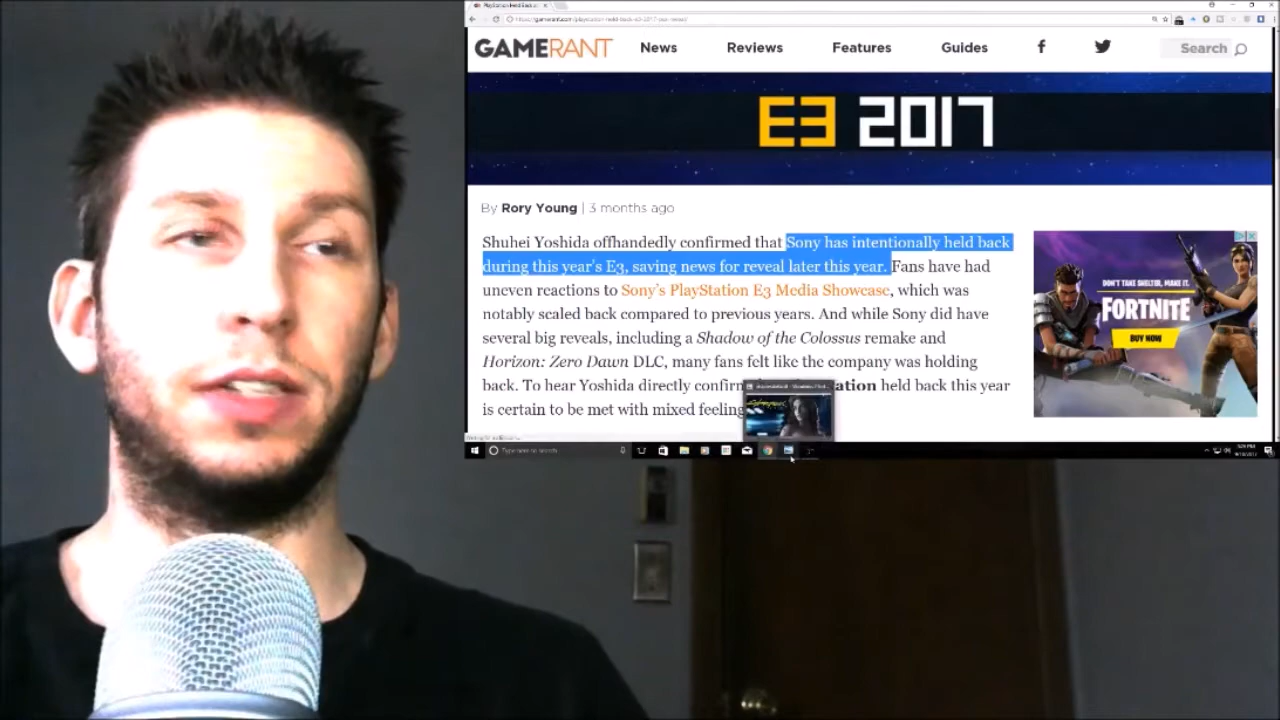 GAMERANT
News
Reviews
Features
Guides
Search
E3 2017
By Rory Young | 3 months ago
Shuhei Yoshida offhandedly confirmed that Sony has intentionally held back
during this year's E3, saving news for reveal later this year. Fans have had
uneven reactions to Sony's PlayStation E3 Media Showcase, which was
notably scaled back compared to previous years. And while Sony did have
several big reveals, including a Shadow of the Colossus remake and
Horizon: Zero Dawn DLC, many fans felt like the company was holding
back. To hear Yoshida directly confirm ation held back this year
is certain to be met with mixed feeling
DON'T TAKE SHELTER, MAKE IT.
FORTNITE
BUY NOW
Type here to search